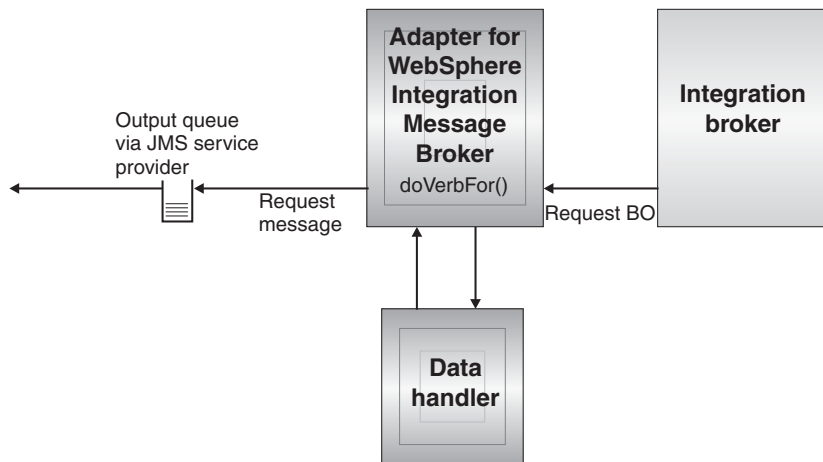 Adapter for
WebSphere
Integration
Message
Broker
doVerbFor()
Integration
broker
Output queue
via JMS service
provider
Request
message
Request BO
Data
handler